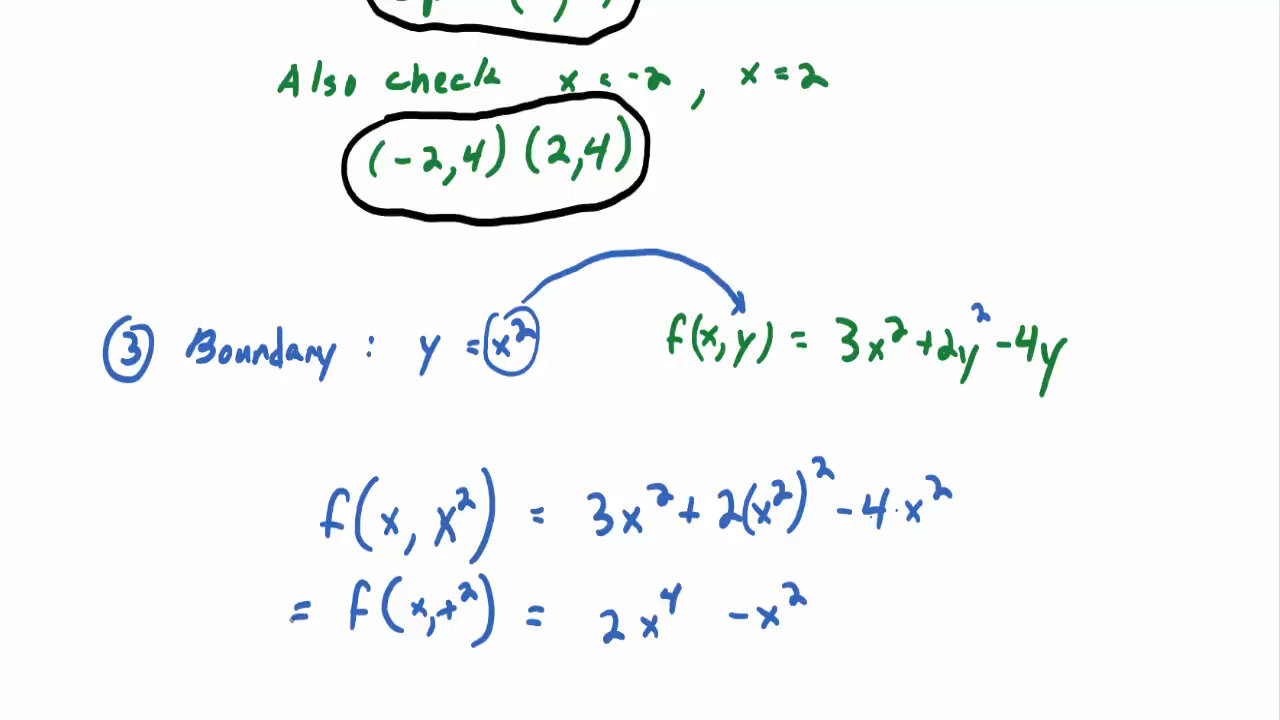 Also check x = -2, x = 2
(-2,4) (2,4)
③ Boundary : y = x² f(x,y) = 3x² + 2y² - 4y
f(x, x²) = 3x² + 2(x²)² - 4·x²
= f(x,x²) = 2x⁴ - x²